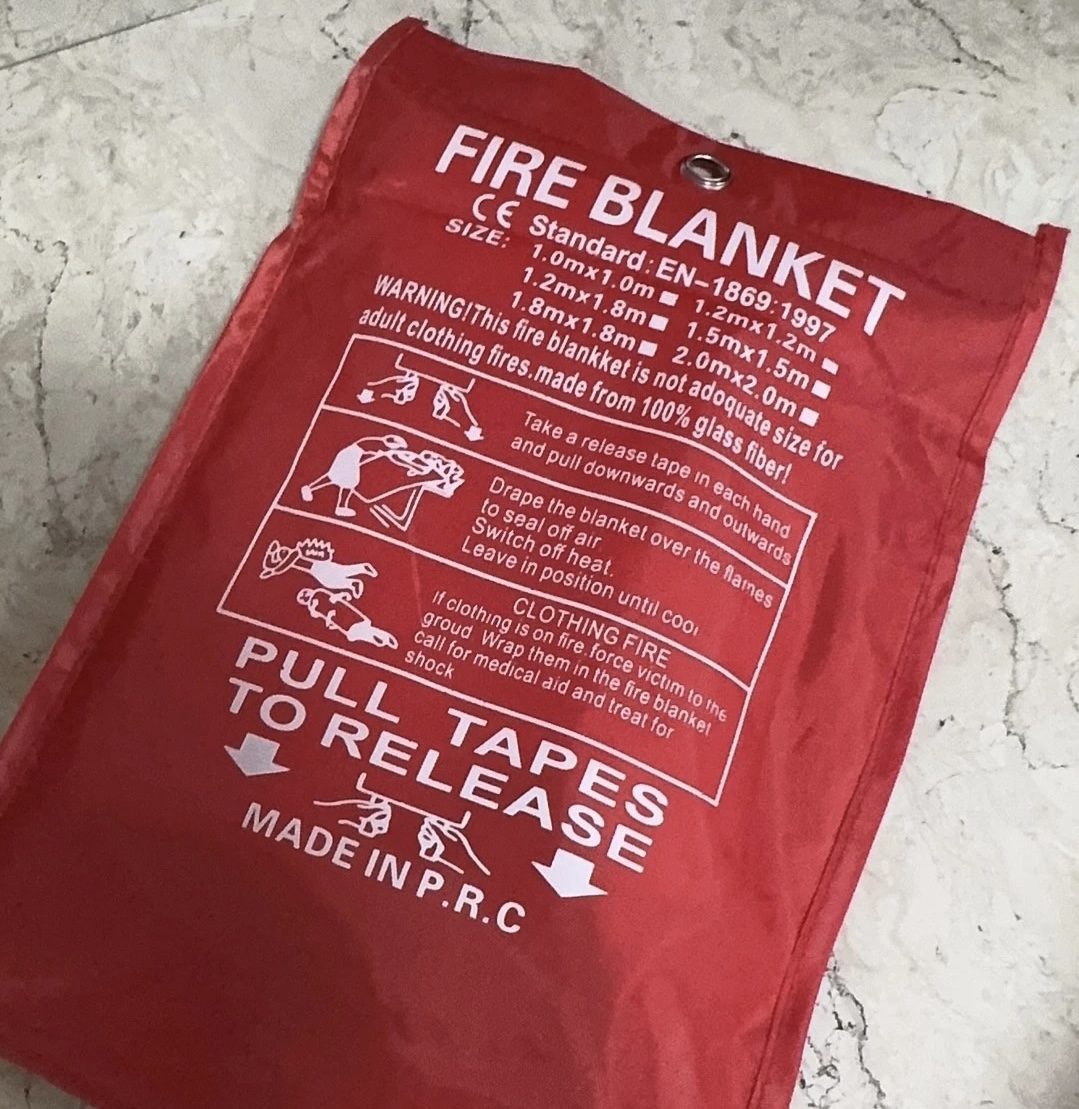 FIRE BLANKET
CE Standard:EN-1869:1997
SIZE: 1.0mx1.0m 1.2mx1.2m
1.2mx1.8m 1.5mx1.5m
1.8mx1.8m 2.0mx2.0m
WARNING!This fire blankket is not adoquate size for
adult clothing fires.made from 100% glass fiber!
Take a release tape in each hand
and pull downwards and outwards
Drape the blanket over the flames
to seal off air.
Switch off heat.
Leave in position until cool
CLOTHING FIRE
If clothing is on fire.force victim to the
groud Wrap them in the fire blanket
call for medical aid and treat for
shock
PULL TAPES
TO RELEASE
MADE IN P.R.C